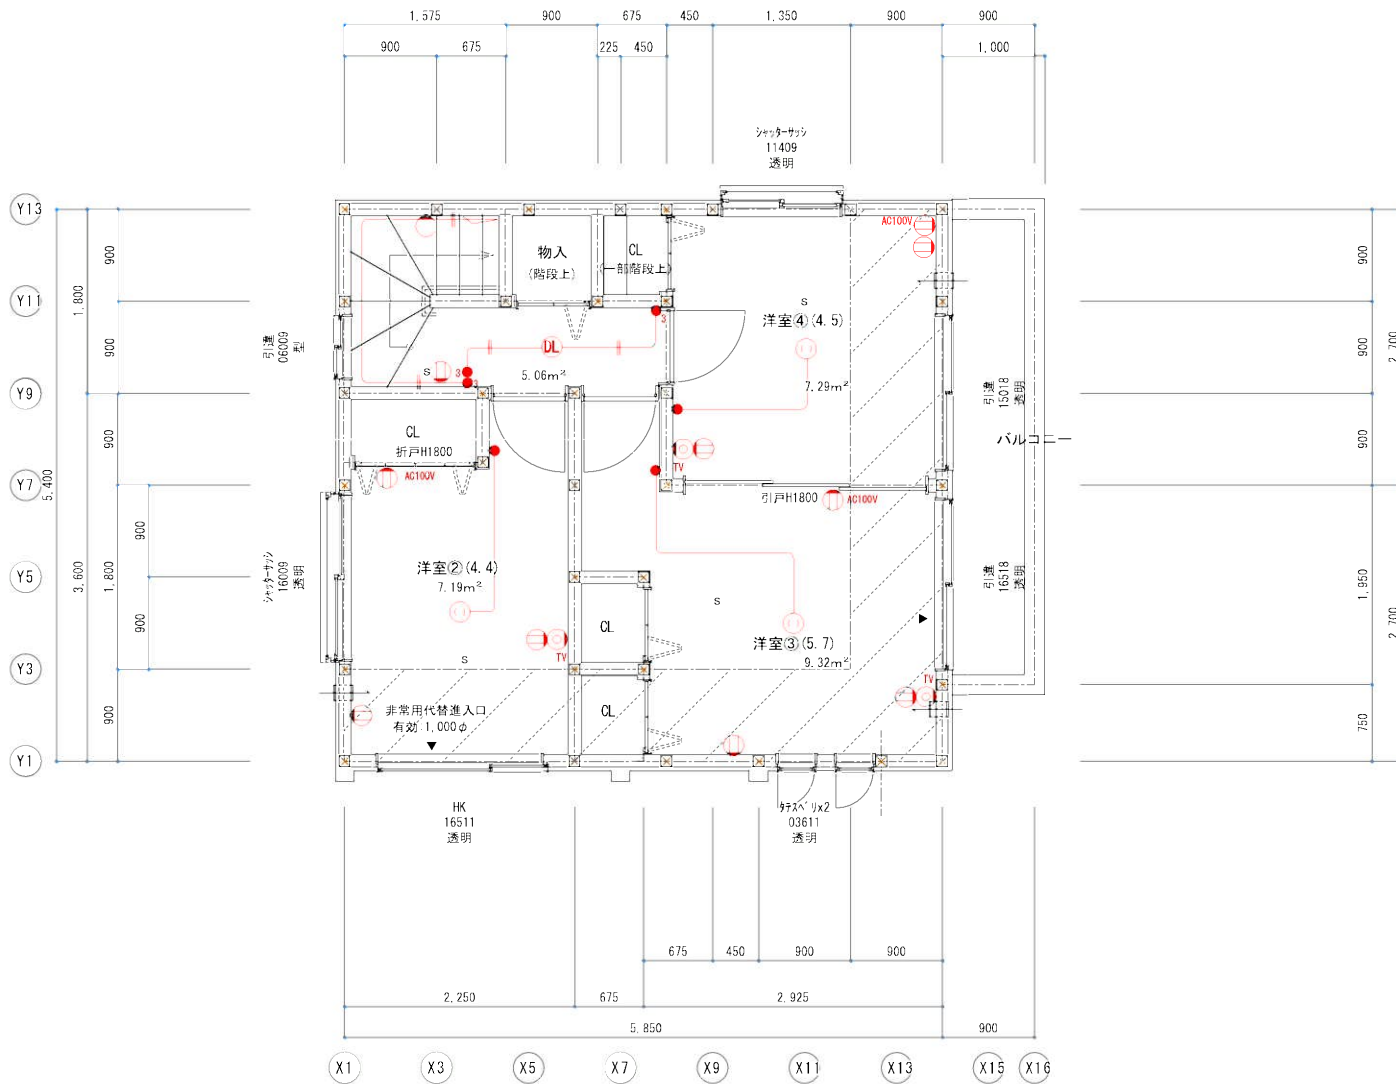 1,575
900
675
450
1,350
900
900
900
675
225
450
1,000
シャッターサッシ
11409
透明
Y13
Y11
Y9
Y7
Y5
Y3
Y1
900
900
1,800
900
5,400
3,600
900
1,800
900
900
引違
06009
型
シャッターサッシ
16009
透明
物入
(階段上)
CL
(一部階段上)
AC100V
S
洋室④(4.5)
7.29m²
3
DL
5.06m²
S
3
3
CL
折戸H1800
AC100V
TV
引戸H1800
AC100V
洋室②(4.4)
7.19m²
S
TV
CL
S
洋室③(5.7)
9.32m²
CL
TV
非常用代替進入口
有効 1,000φ
引違
15018
透明
バルコニー
引違
16518
透明
900
900
2,700
900
1,950
2,700
750
HK
16511
透明
タテスベリx2
03611
透明
675
450
900
900
2,250
675
2,925
5,850
900
X1
X3
X5
X7
X9
X11
X13
X15
X16